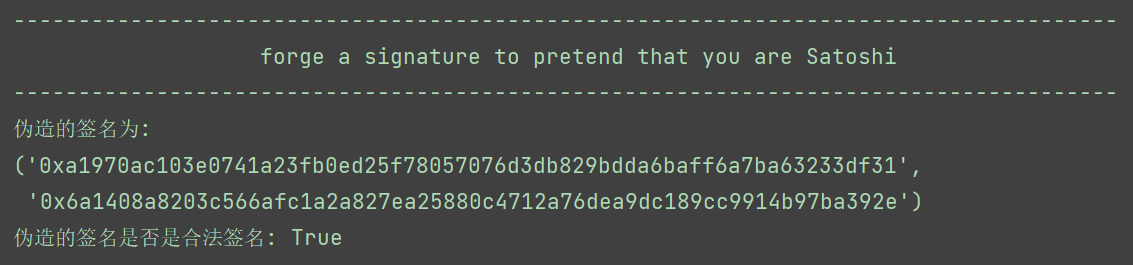 --------------------------------------------------------------------------------------
forge a signature to pretend that you are Satoshi
--------------------------------------------------------------------------------------
伪造的签名为:
('0xa1970ac103e0741a23fb0ed25f78057076d3db829bdda6baff6a7ba63233df31',
'0x6a1408a8203c566afc1a2a827ea25880c4712a76dea9dc189cc9914b97ba392e')
伪造的签名是否是合法签名: True